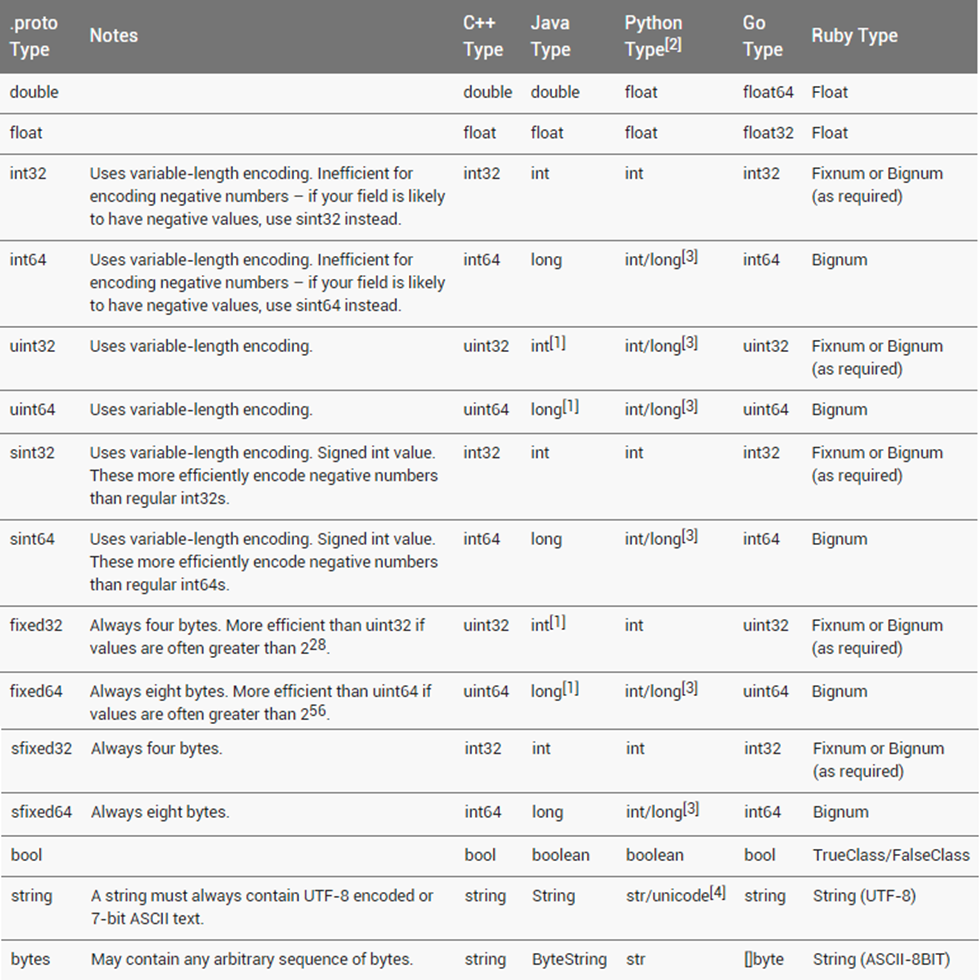 .proto Type Notes C++ Type Java Type Python Type[2] Go Type Ruby Type
double double double float float64 Float
float float float float float32 Float
int32 Uses variable-length encoding. Inefficient for int32 int int int32 Fixnum or Bignum
encoding negative numbers – if your field is likely (as required)
to have negative values, use sint32 instead.
int64 Uses variable-length encoding. Inefficient for int64 long int/long[3] int64 Bignum
encoding negative numbers – if your field is likely
to have negative values, use sint64 instead.
uint32 Uses variable-length encoding. uint32 int[1] int/long[3] uint32 Fixnum or Bignum
(as required)
uint64 Uses variable-length encoding. uint64 long[1] int/long[3] uint64 Bignum
sint32 Uses variable-length encoding. Signed int value. int32 int int int32 Fixnum or Bignum
These more efficiently encode negative numbers (as required)
than regular int32s.
sint64 Uses variable-length encoding. Signed int value. int64 long int/long[3] int64 Bignum
These more efficiently encode negative numbers
than regular int64s.
fixed32 Always four bytes. More efficient than uint32 if uint32 int[1] int uint32 Fixnum or Bignum
values are often greater than 2²⁸. (as required)
fixed64 Always eight bytes. More efficient than uint64 if uint64 long[1] int/long[3] uint64 Bignum
values are often greater than 2⁵⁶.
sfixed32 Always four bytes. int32 int int int32 Fixnum or Bignum
(as required)
sfixed64 Always eight bytes. int64 long int/long[3] int64 Bignum
bool bool boolean boolean bool TrueClass/FalseClass
string A string must always contain UTF-8 encoded or string String str/unicode[4] string String (UTF-8)
7-bit ASCII text.
bytes May contain any arbitrary sequence of bytes. string ByteString str []byte String (ASCII-8BIT)